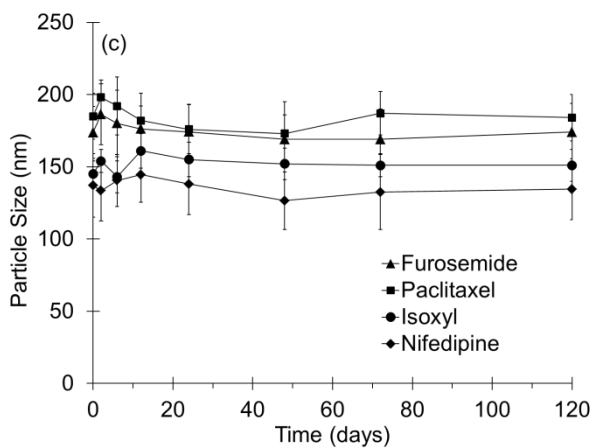 250
(c)
200
150
100
50
0
Particle Size (nm)
Furosemide
Paclitaxel
Isoxyl
Nifedipine
0 20 40 60 80 100 120
Time (days)